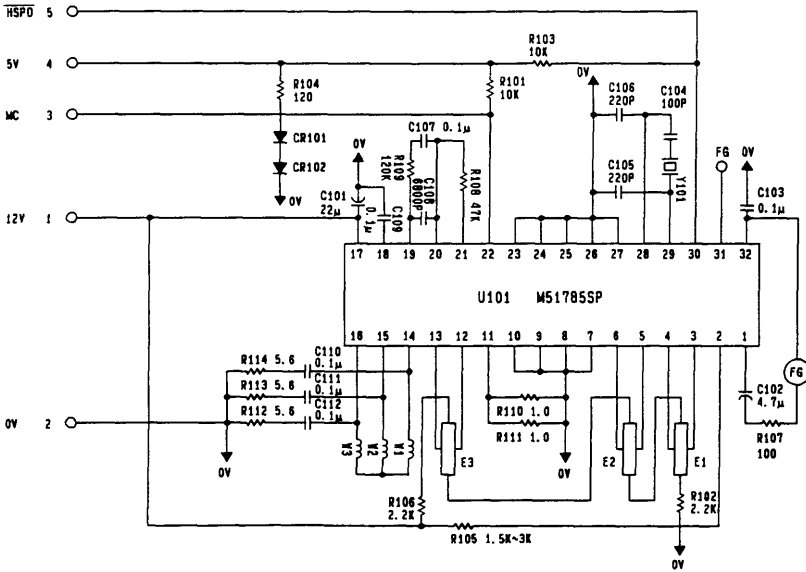 HSPD 5
R103
10K
5V 4
R104
120
R101
10K
0V
C106
220P
C104
100P
MC 3
CR101
CR102
0V
0V
C107 0.1µ
R109
120K
C108
6800P
R108 47K
C105
220P
Y101
FG
0V
C103
0.1µ
C101
22µ
0.1µ
C109
12V 1
17 18 19 20 21 22 23 24 25 26 27 28 29 30 31 32
U101 M51785SP
16 15 14 13 12 11 10 9 8 7 6 5 4 3 2 1
R114 5.6
C110
0.1µ
R113 5.6
C111
0.1µ
R112 5.6
C112
0.1µ
0V 2
0V
W3
W2
W1
E3
R110 1.0
R111 1.0
0V
E2
E1
FG
C102
4.7µ
R107
100
R106
2.2K
R102
2.2K
R105 1.5K~3K
0V